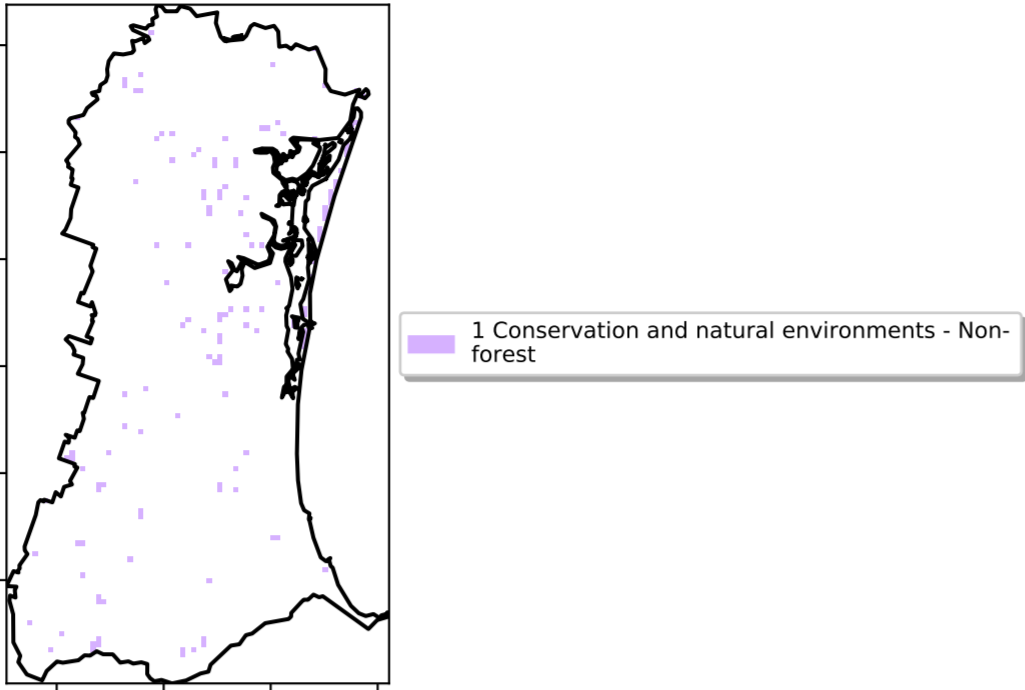 1 Conservation and natural environments - Non-
forest